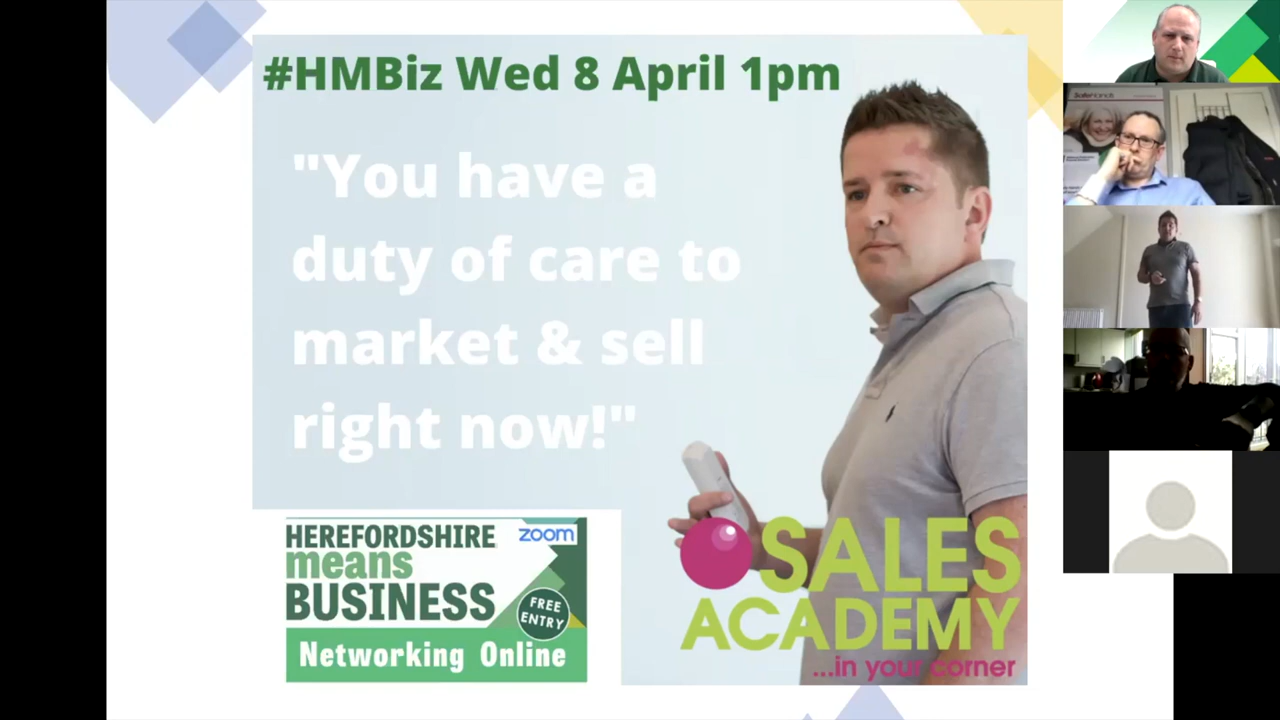 #HMBiz Wed 8 April 1pm
"You have a
duty of care to
market & sell
right now!"
HEREFORDSHIRE
means
BUSINESS
zoom
FREE
ENTRY
Networking Online
SALES
ACADEMY
...in your corner